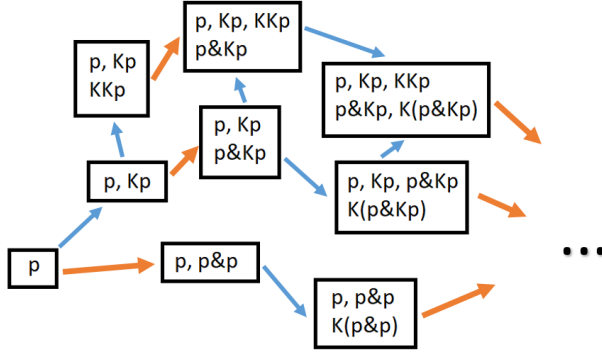 p, Kp, KKp
p&Kp
p, Kp
KKp
p, Kp, KKp
p&Kp, K(p&Kp)
p, Kp
p&Kp
p, Kp
p, Kp, p&Kp
K(p&Kp)
p
p, p&p
p, p&p
K(p&p)
...